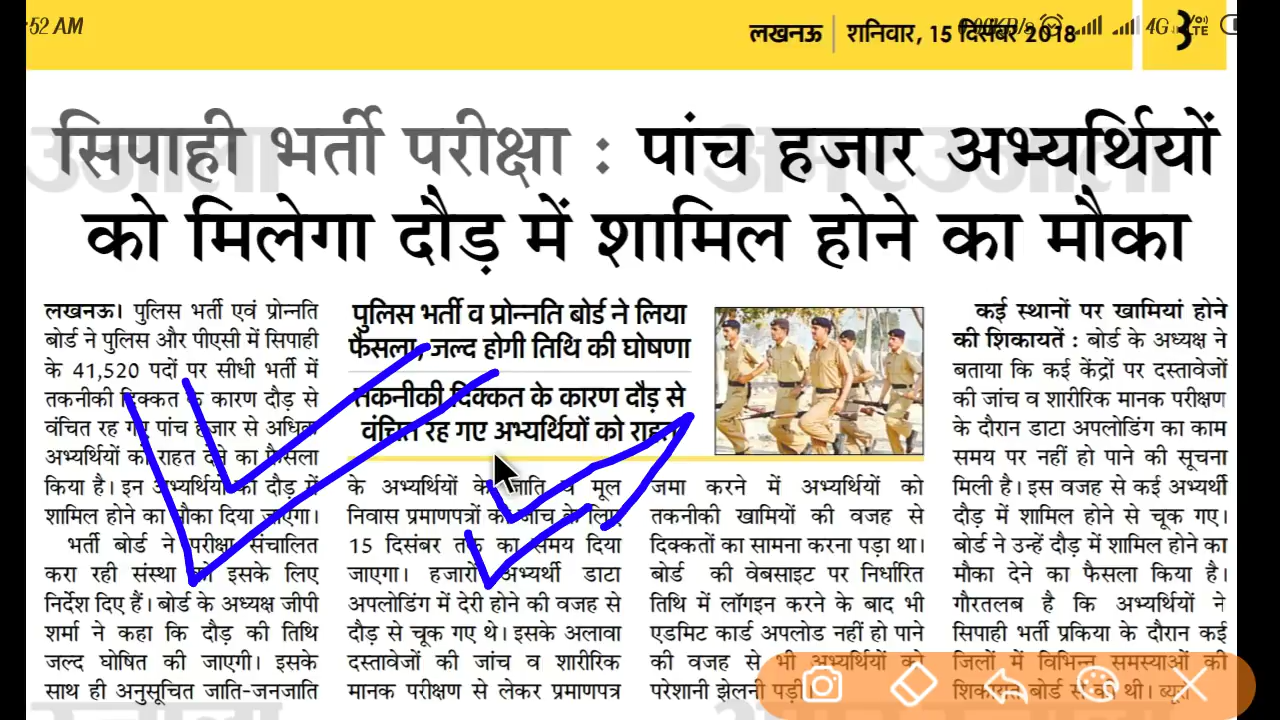 :52 AM
लखनऊ | शनिवार, 15 दिसंबर 2018
3
4G
सिपाही भर्ती परीक्षा : पांच हजार अभ्यर्थियों
को मिलेगा दौड़ में शामिल होने का मौका
लखनऊ। पुलिस भर्ती एवं प्रोन्नति
बोर्ड ने पुलिस और पीएसी में सिपाही
के 41,520 पदों पर सीधी भर्ती में
तकनीकी दिक्कत के कारण दौड़ से
वंचित रह गए पांच हजार से अधिक
अभ्यर्थियों को राहत देने का फैसला
किया है। इन अभ्यर्थियों को दौड़ में
शामिल होने का मौका दिया जाएगा।
भर्ती बोर्ड ने परीक्षा संचालित
करा रही संस्था को इसके लिए
निर्देश दिए हैं। बोर्ड के अध्यक्ष जीपी
शर्मा ने कहा कि दौड़ की तिथि
जल्द घोषित की जाएगी। इसके
साथ ही अनुसूचित जाति-जनजाति
पुलिस भर्ती व प्रोन्नति बोर्ड ने लिया
फैसला, जल्द होगी तिथि की घोषणा
तकनीकी दिक्कत के कारण दौड़ से
वंचित रह गए अभ्यर्थियों को राहत
के अभ्यर्थियों के जाति व मूल
निवास प्रमाणपत्रों की जांच के लिए
15 दिसंबर तक का समय दिया
जाएगा। हजारों अभ्यर्थी डाटा
अपलोडिंग में देरी होने की वजह से
दौड़ से चूक गए थे। इसके अलावा
दस्तावेजों की जांच व शारीरिक
मानक परीक्षण से लेकर प्रमाणपत्र
जमा करने में अभ्यर्थियों को
तकनीकी खामियों की वजह से
दिक्कतों का सामना करना पड़ा था।
बोर्ड की वेबसाइट पर निर्धारित
तिथि में लॉगइन करने के बाद भी
एडमिट कार्ड अपलोड नहीं हो पाने
की वजह से भी अभ्यर्थियों को
परेशानी झेलनी पड़ी।
कई स्थानों पर खामियां होने
की शिकायतें : बोर्ड के अध्यक्ष ने
बताया कि कई केंद्रों पर दस्तावेजों
की जांच व शारीरिक मानक परीक्षण
के दौरान डाटा अपलोडिंग का काम
समय पर नहीं हो पाने की सूचना
मिली है। इस वजह से कई अभ्यर्थी
दौड़ में शामिल होने से चूक गए।
बोर्ड ने उन्हें दौड़ में शामिल होने का
मौका देने का फैसला किया है।
गौरतलब है कि अभ्यर्थियों ने
सिपाही भर्ती प्रकिया के दौरान कई
जिलों में विभिन्न समस्याओं की
शिकायत बोर्ड से की थी। ब्यूरो